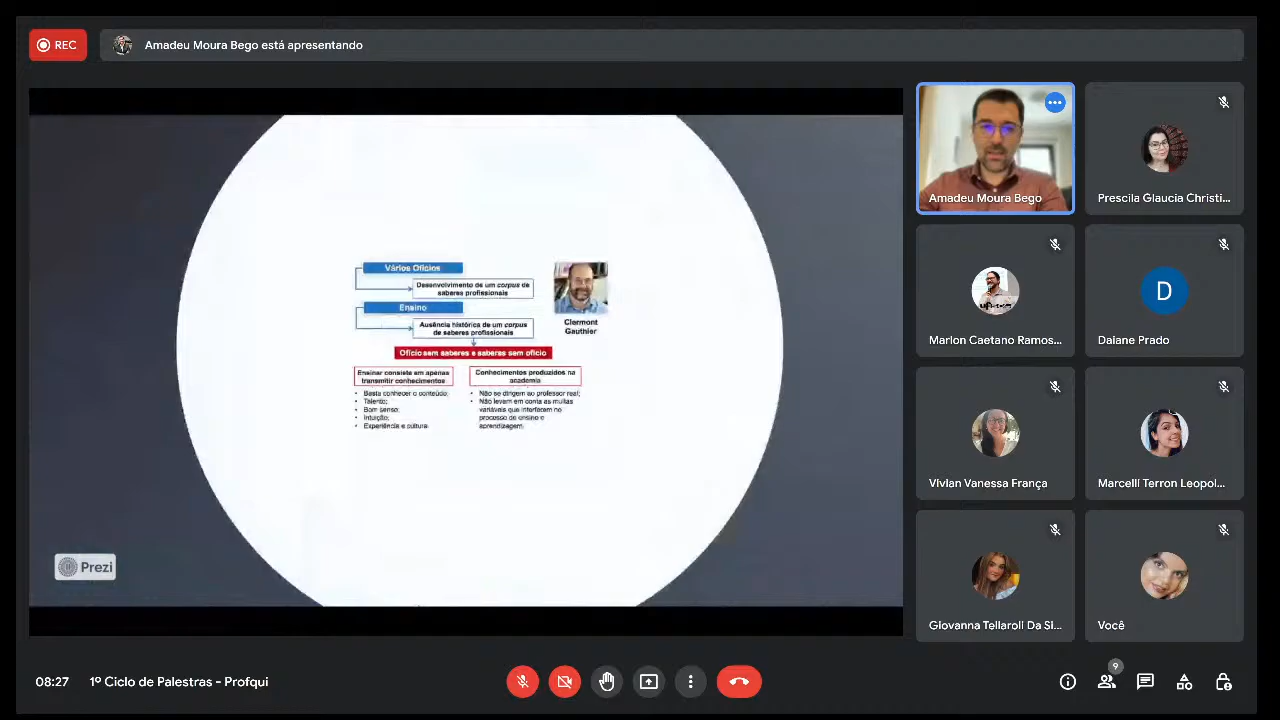 REC
Amadeu Moura Bego está apresentando
Vários Ofícios
Desenvolvimento de um corpus de
saberes profissionais
Ensino
Ausência histórica de um corpus
de saberes profissionais
Clermont
Gauthier
Ofício sem saberes e saberes sem ofício
Ensinar consiste em apenas
transmitir conhecimentos
Basta conhecer o conteúdo;
Talento;
Bom senso;
Intuição;
Experiência e cultura.
Conhecimentos produzidos na
academia
Não se dirigem ao professor real;
Não levem em conta as muitas
variáveis que interferem no
processo de ensino e
aprendizagem.
Prezi
Amadeu Moura Bego
Prescila Glaucia Christi...
Marlon Caetano Ramos...
D
Daiane Prado
Vivian Vanessa França
Marcelli Terron Leopol...
Giovanna Tellaroli Da Si...
Você
08:27
1º Ciclo de Palestras - Profqui
9